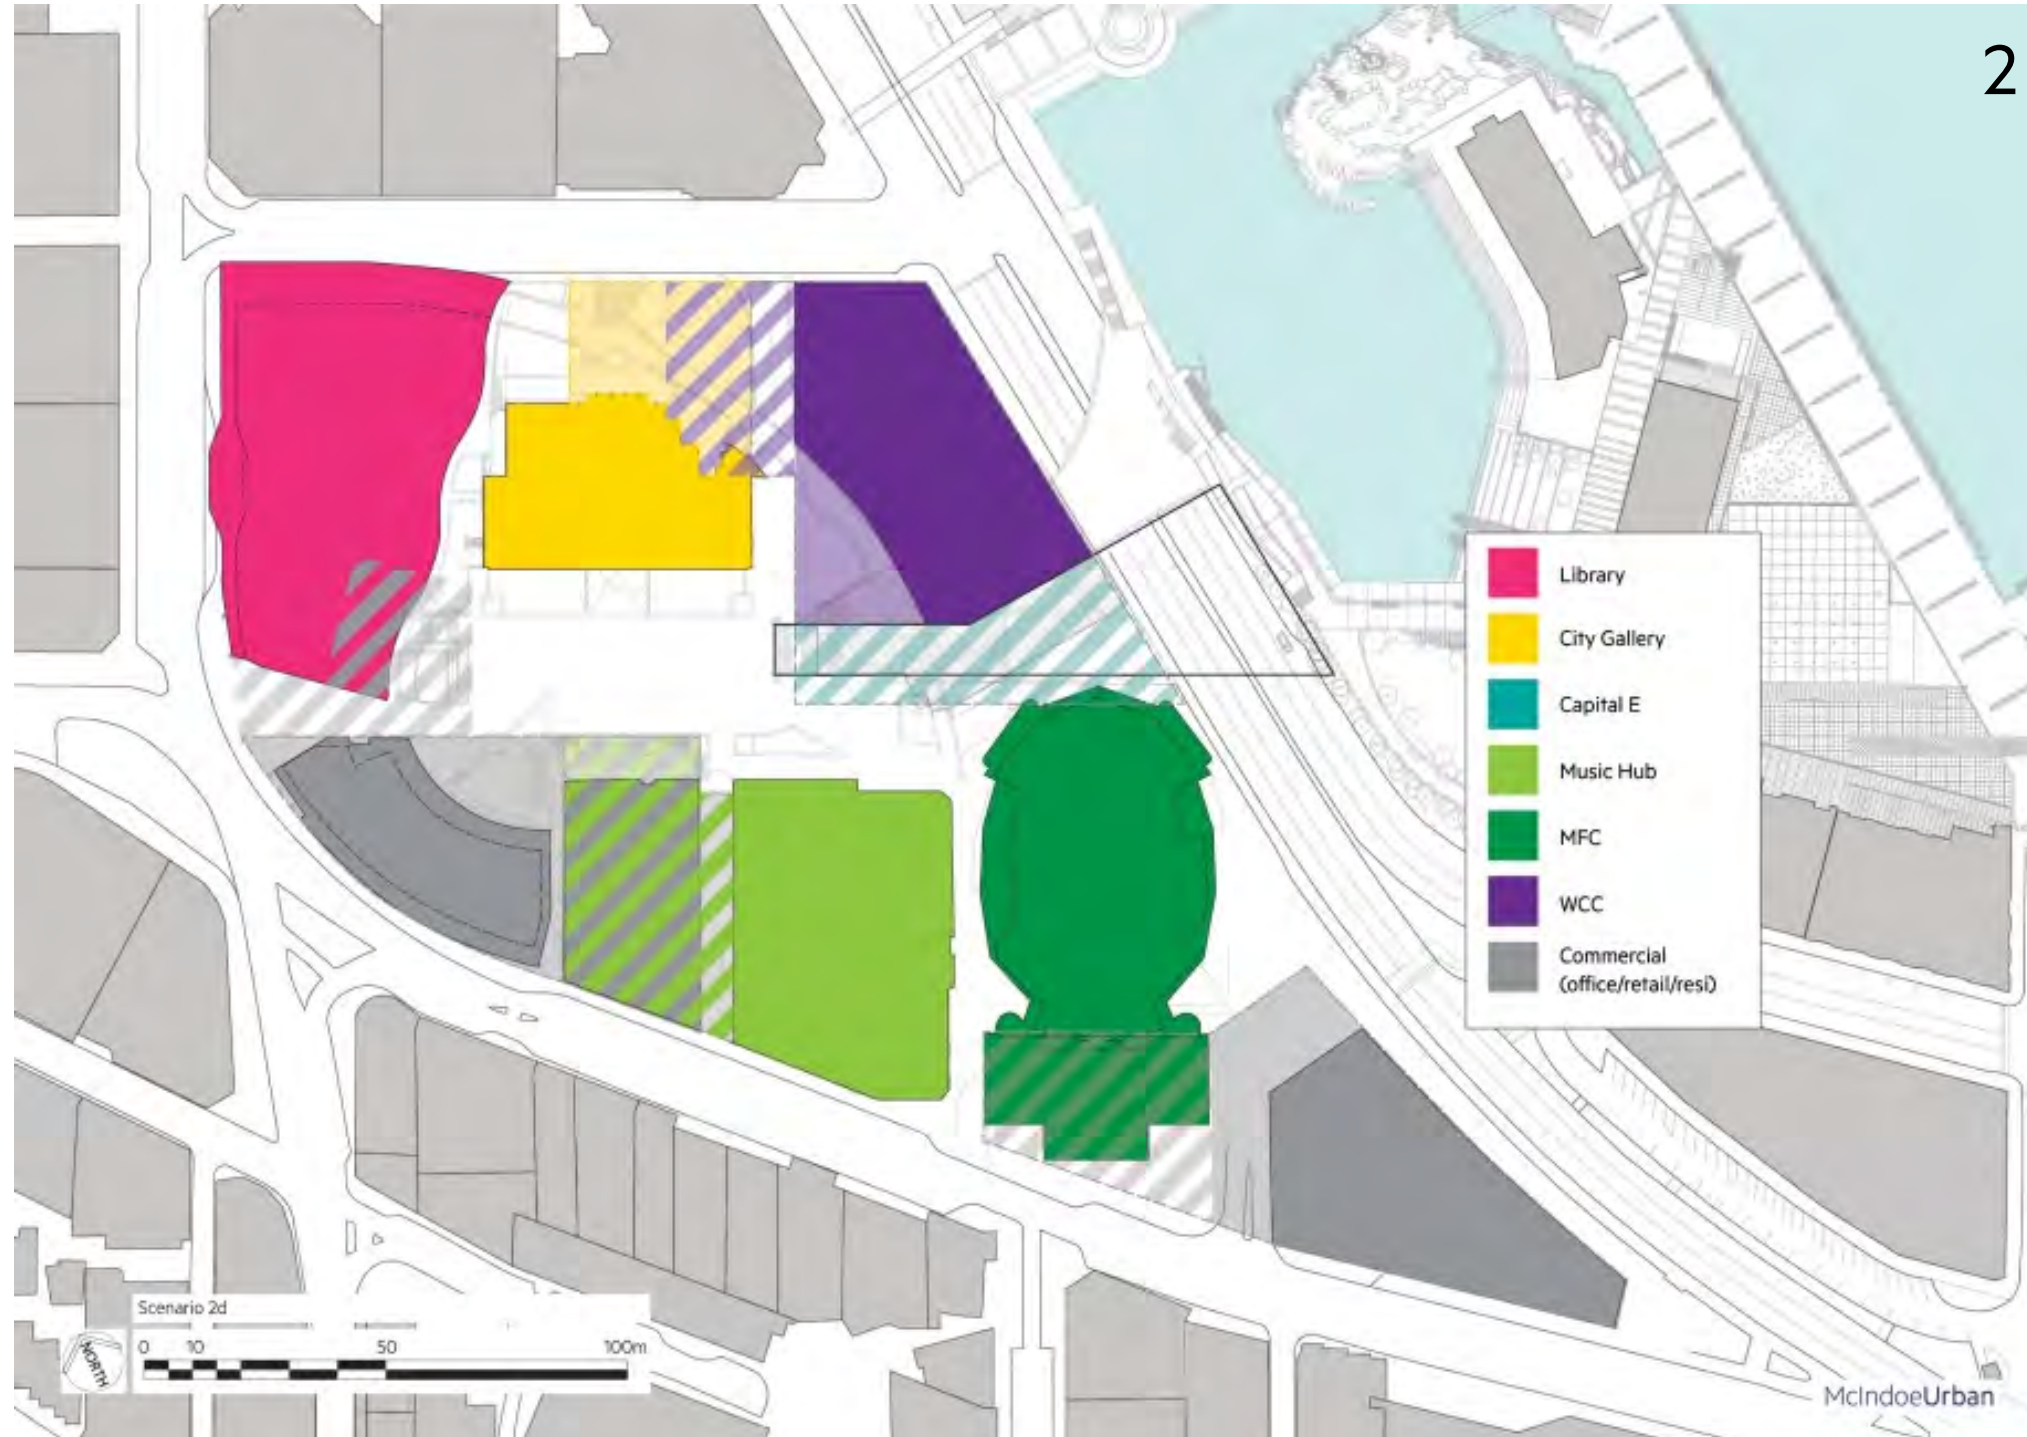 2
Library
City Gallery
Capital E
Music Hub
MFC
WCC
Commercial
(office/retail/resi)
Scenario 2d
0 10 50 100m
NORTH
McIndoeUrban